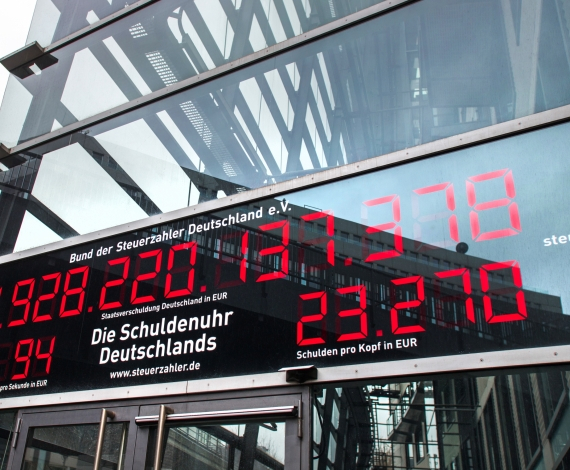 Bund der Steuerzahler Deutschland e.V.
.928.220.137.378
Staatsverschuldung Deutschland in EUR
Die Schuldenuhr
Deutschlands
www.steuerzahler.de
23.270
Schulden pro Kopf in EUR
94
pro Sekunde in EUR